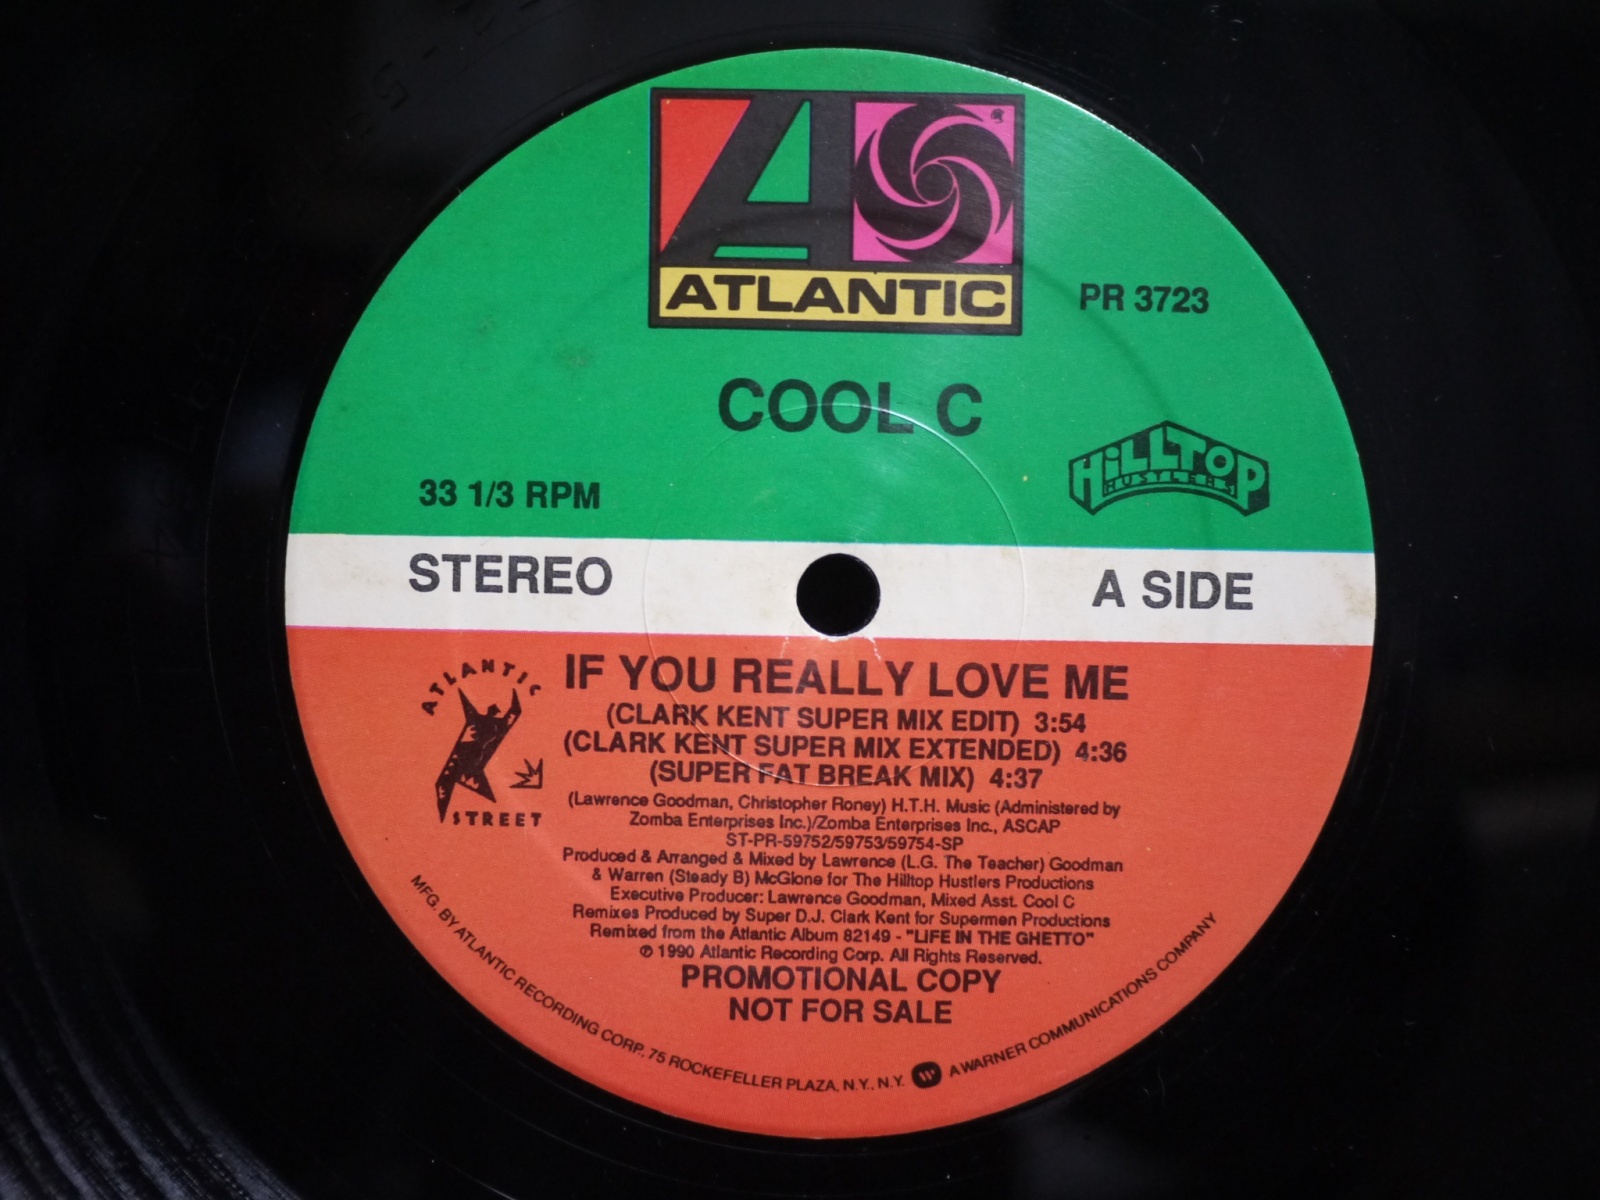 ATLANTIC
PR 3723
COOL C
HILLTOP
HUSTLERS
33 1/3 RPM
STEREO
A SIDE
ATLANTIC
STREET
IF YOU REALLY LOVE ME
(CLARK KENT SUPER MIX EDIT) 3:54
(CLARK KENT SUPER MIX EXTENDED) 4:36
(SUPER FAT BREAK MIX) 4:37
(Lawrence Goodman, Christopher Roney) H.T.H. Music (Administered by
Zomba Enterprises Inc.)/Zomba Enterprises Inc., ASCAP
ST-PR-59752/59753/59754-SP
Produced & Arranged & Mixed by Lawrence (L.G. The Teacher) Goodman
& Warren (Steady B) McGlone for The Hilltop Hustlers Productions
Executive Producer: Lawrence Goodman, Mixed Asst. Cool C
Remixes Produced by Super D.J. Clark Kent for Supermen Productions
Remixed from the Atlantic Album 82149 - "LIFE IN THE GHETTO"
℗ 1990 Atlantic Recording Corp. All Rights Reserved.
PROMOTIONAL COPY
NOT FOR SALE
MFG. BY ATLANTIC RECORDING CORP., 75 ROCKEFELLER PLAZA, N.Y., N.Y. W A WARNER COMMUNICATIONS COMPANY